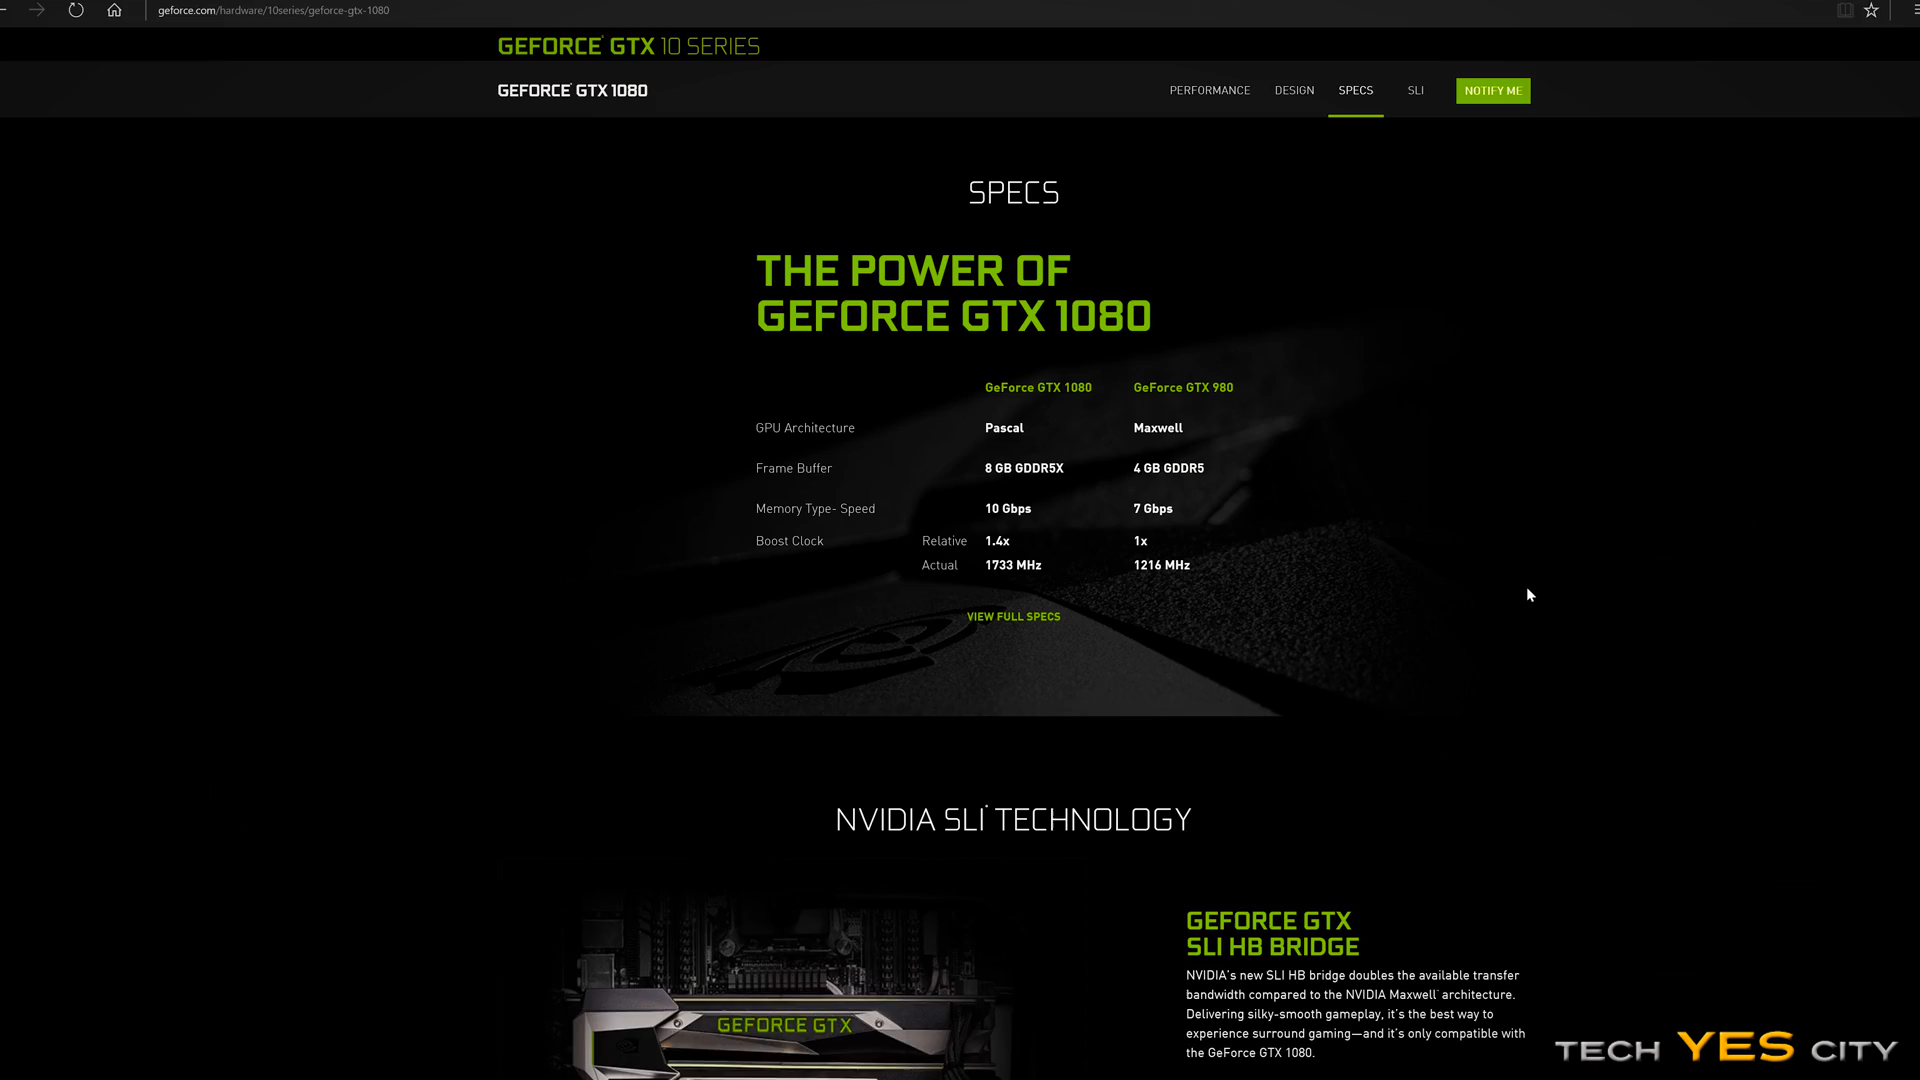 geforce.com/hardware/10series/geforce-gtx-1080
GEFORCE® GTX 10 SERIES
GEFORCE® GTX 1080
PERFORMANCE
DESIGN
SPECS
SLI
NOTIFY ME
SPECS
THE POWER OF
GEFORCE GTX 1080
GeForce GTX 1080 GeForce GTX 980
GPU Architecture Pascal Maxwell
Frame Buffer 8 GB GDDR5X 4 GB GDDR5
Memory Type- Speed 10 Gbps 7 Gbps
Boost Clock Relative 1.4x 1x
Actual 1733 MHz 1216 MHz
VIEW FULL SPECS
NVIDIA SLI® TECHNOLOGY
GEFORCE GTX
GEFORCE GTX
SLI HB BRIDGE
NVIDIA's new SLI HB bridge doubles the available transfer
bandwidth compared to the NVIDIA Maxwell™ architecture.
Delivering silky-smooth gameplay, it's the best way to
experience surround gaming—and it's only compatible with
the GeForce GTX 1080.
TECH YES CITY